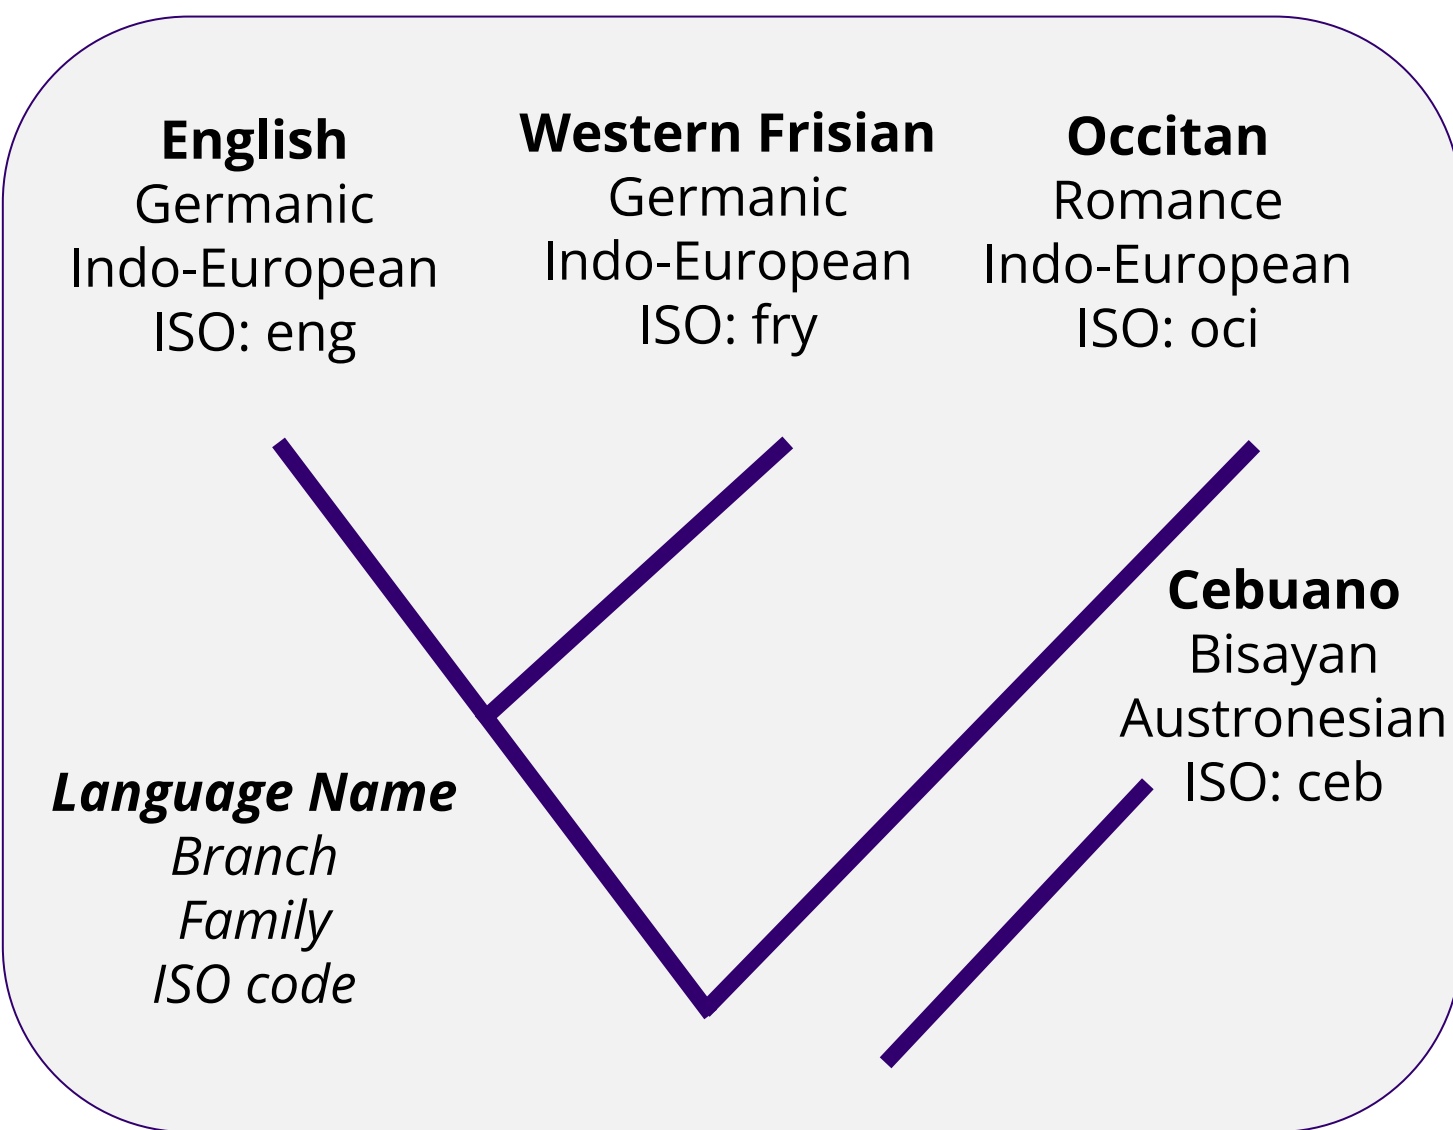 English
Germanic
Indo-European
ISO: eng
Western Frisian
Germanic
Indo-European
ISO: fry
Occitan
Romance
Indo-European
ISO: oci
Cebuano
Bisayan
Austronesian
ISO: ceb
Language Name
Branch
Family
ISO code